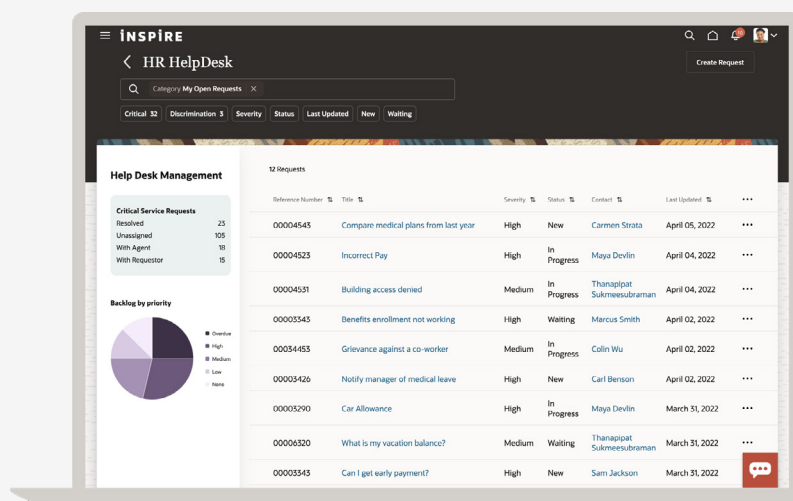 iNSPiRE
10
HR HelpDesk
Create Request
Category My Open Requests ×
Critical 32 Discrimination 3 Severity Status Last Updated New Waiting
Help Desk Management
Critical Service Requests
Resolved 23
Unassigned 105
With Agent 18
With Requestor 15
Backlog by priority
Overdue
High
Medium
Low
None
12 Requests
Reference Number Title Severity Status Contact Last Updated
00004543 Compare medical plans from last year High New Carmen Strata April 05, 2022
00004523 Incorrect Pay High In Progress Maya Devlin April 04, 2022
00004531 Building access denied Medium In Progress Thanapipat Sukmeesubraman April 04, 2022
00003343 Benefits enrollment not working High Waiting Marcus Smith April 02, 2022
00034453 Grievance against a co-worker Medium In Progress Colin Wu April 02, 2022
00003426 Notify manager of medical leave High New Carl Benson April 02, 2022
00003290 Car Allowance High In Progress Maya Devlin March 31, 2022
00006320 What is my vacation balance? Medium Waiting Thanapipat Sukmeesubraman March 31, 2022
00003343 Can I get early payment? High New Sam Jackson March 31, 2022